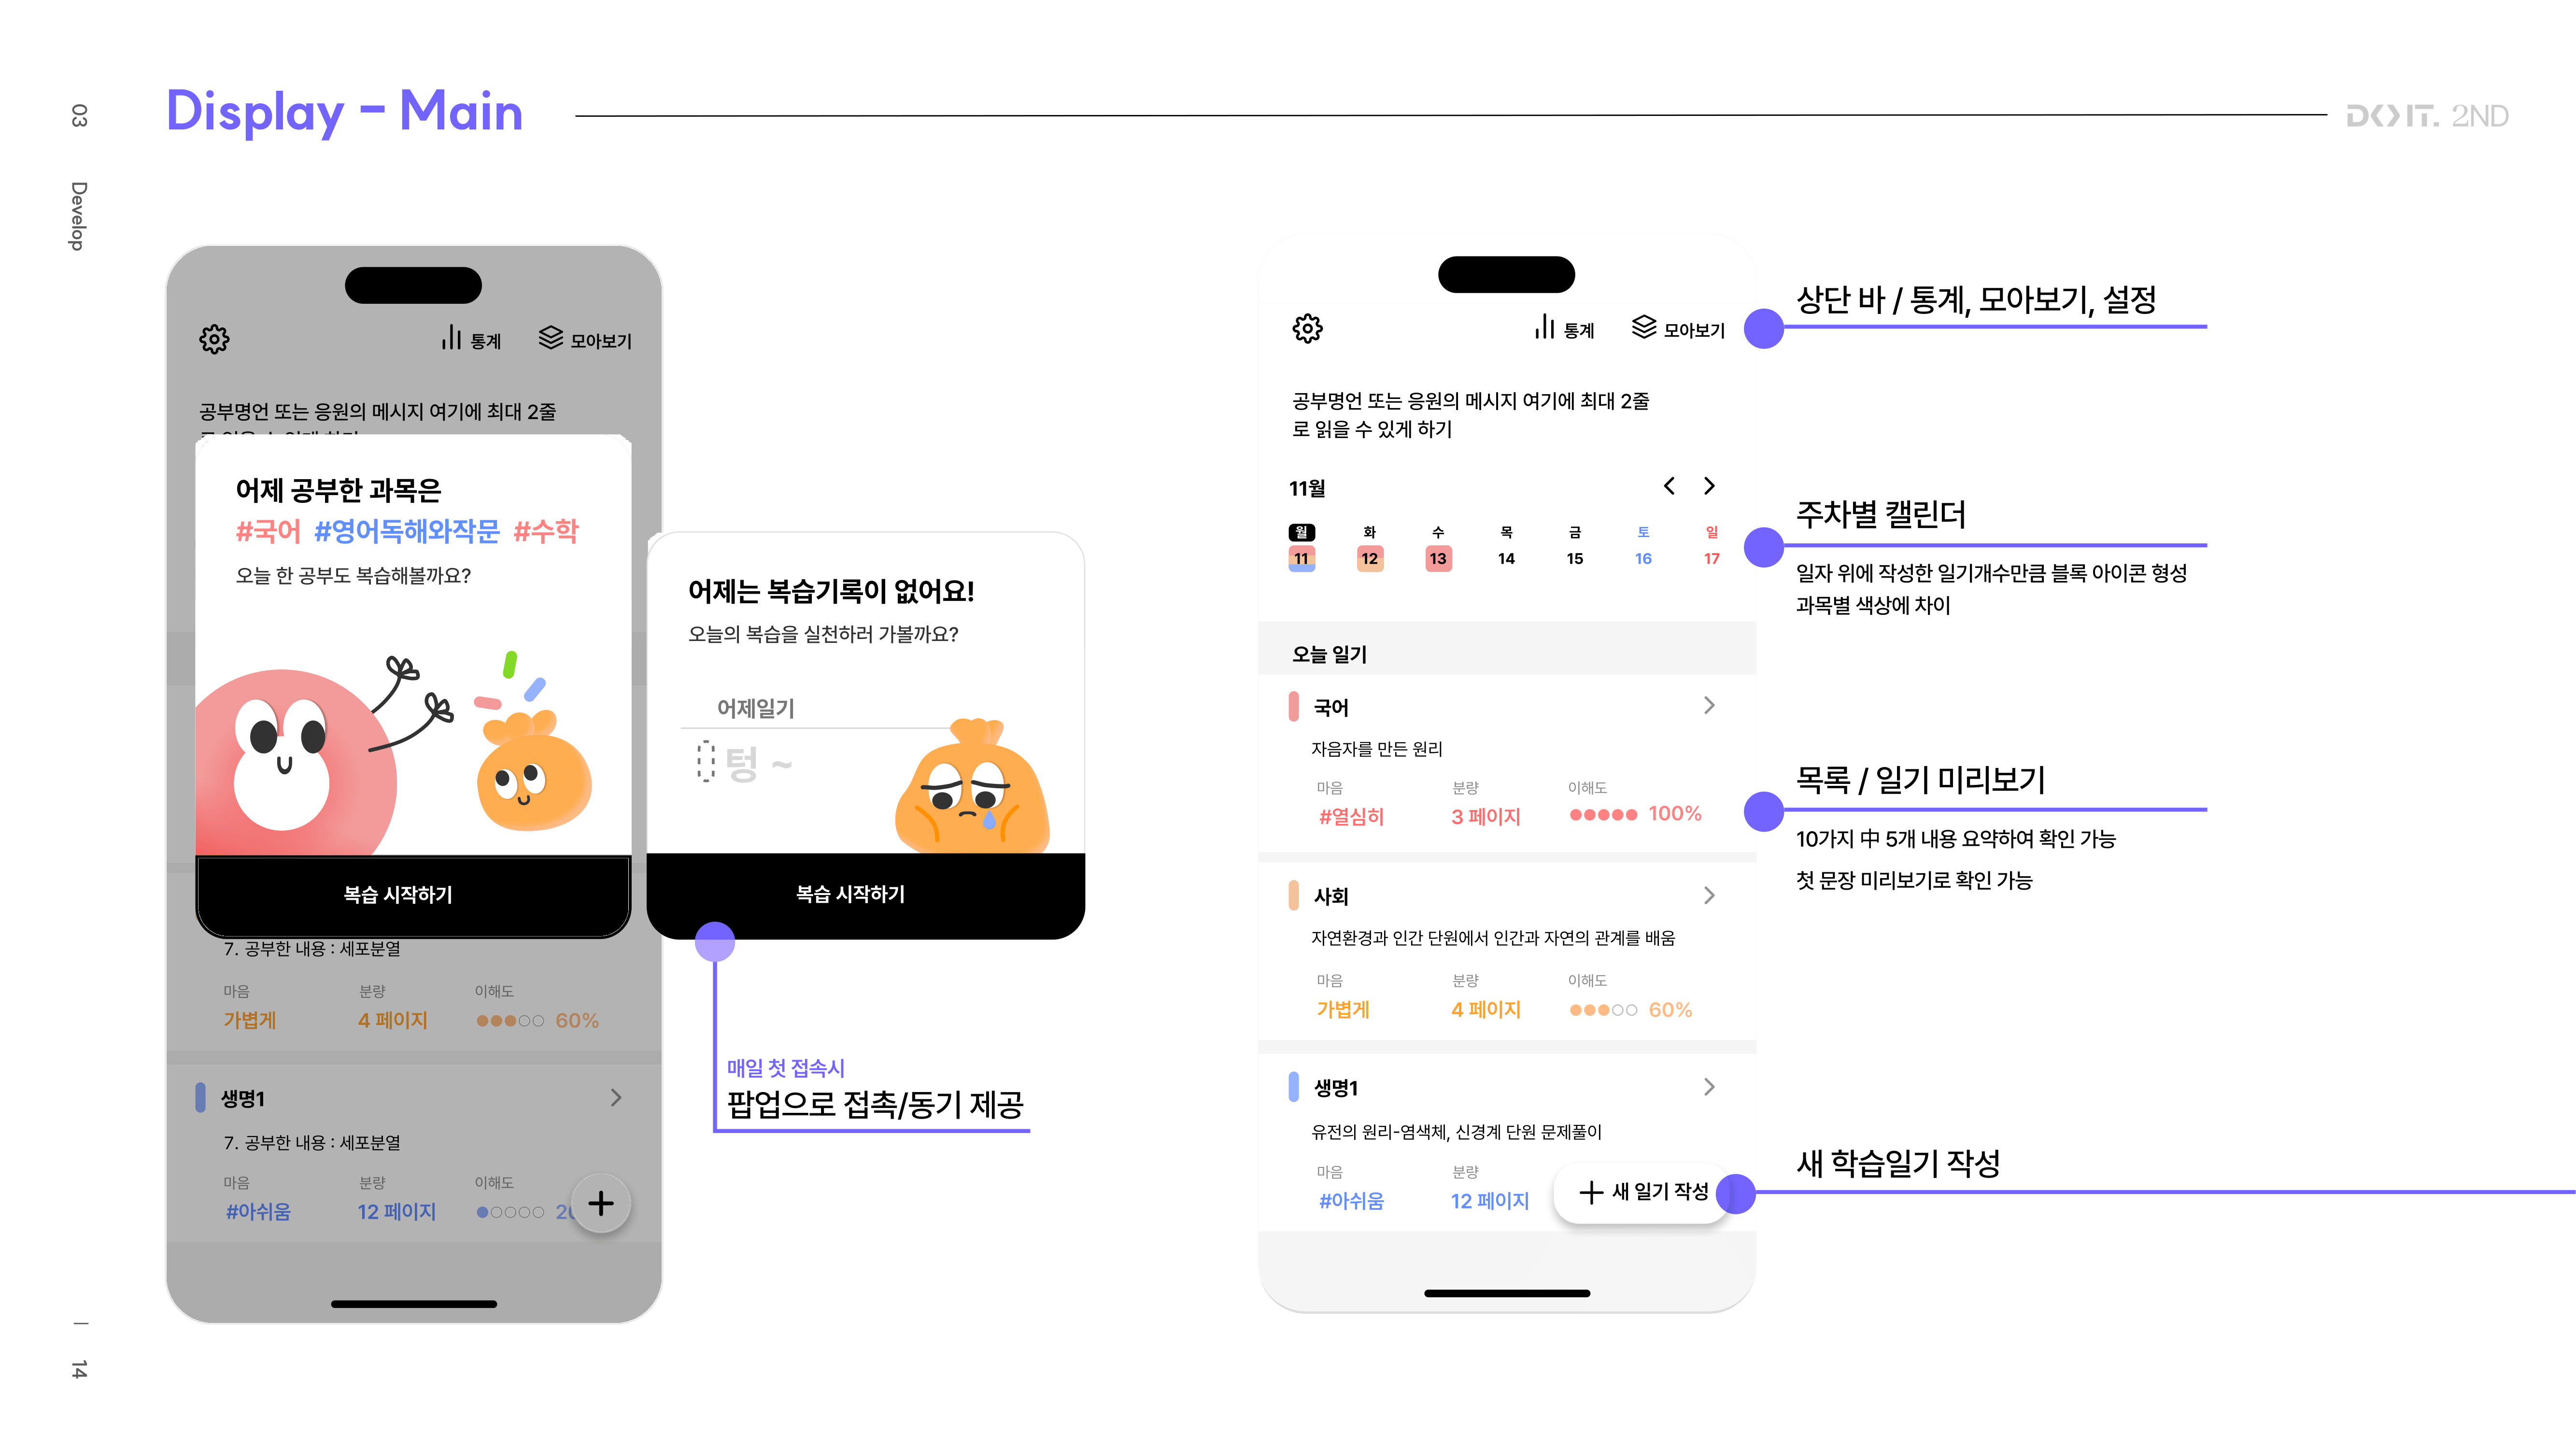 03
Develop
Display - Main
DO IT. 2ND
통계
모아보기
공부명언 또는 응원의 메시지 여기에 최대 2줄
어제 공부한 과목은
#국어 #영어독해와작문 #수학
오늘 한 공부도 복습해볼까요?
복습 시작하기
7. 공부한 내용 : 세포분열
마음 분량 이해도
가볍게 4 페이지 60%
생명1
7. 공부한 내용 : 세포분열
마음 분량 이해도
#아쉬움 12 페이지
어제는 복습기록이 없어요!
오늘의 복습을 실천하러 가볼까요?
어제일기
텅 ~
복습 시작하기
매일 첫 접속시
팝업으로 접촉/동기 제공
통계
모아보기
공부명언 또는 응원의 메시지 여기에 최대 2줄
로 읽을 수 있게 하기
11월
월 화 수 목 금 토 일
11 12 13 14 15 16 17
오늘 일기
국어
자음자를 만든 원리
마음 분량 이해도
#열심히 3 페이지 100%
사회
자연환경과 인간 단원에서 인간과 자연의 관계를 배움
마음 분량 이해도
가볍게 4 페이지 60%
생명1
유전의 원리-염색체, 신경계 단원 문제풀이
마음 분량
#아쉬움 12 페이지
+ 새 일기 작성
상단 바 / 통계, 모아보기, 설정
주차별 캘린더
일자 위에 작성한 일기개수만큼 블록 아이콘 형성
과목별 색상에 차이
목록 / 일기 미리보기
10가지 中 5개 내용 요약하여 확인 가능
첫 문장 미리보기로 확인 가능
새 학습일기 작성
14